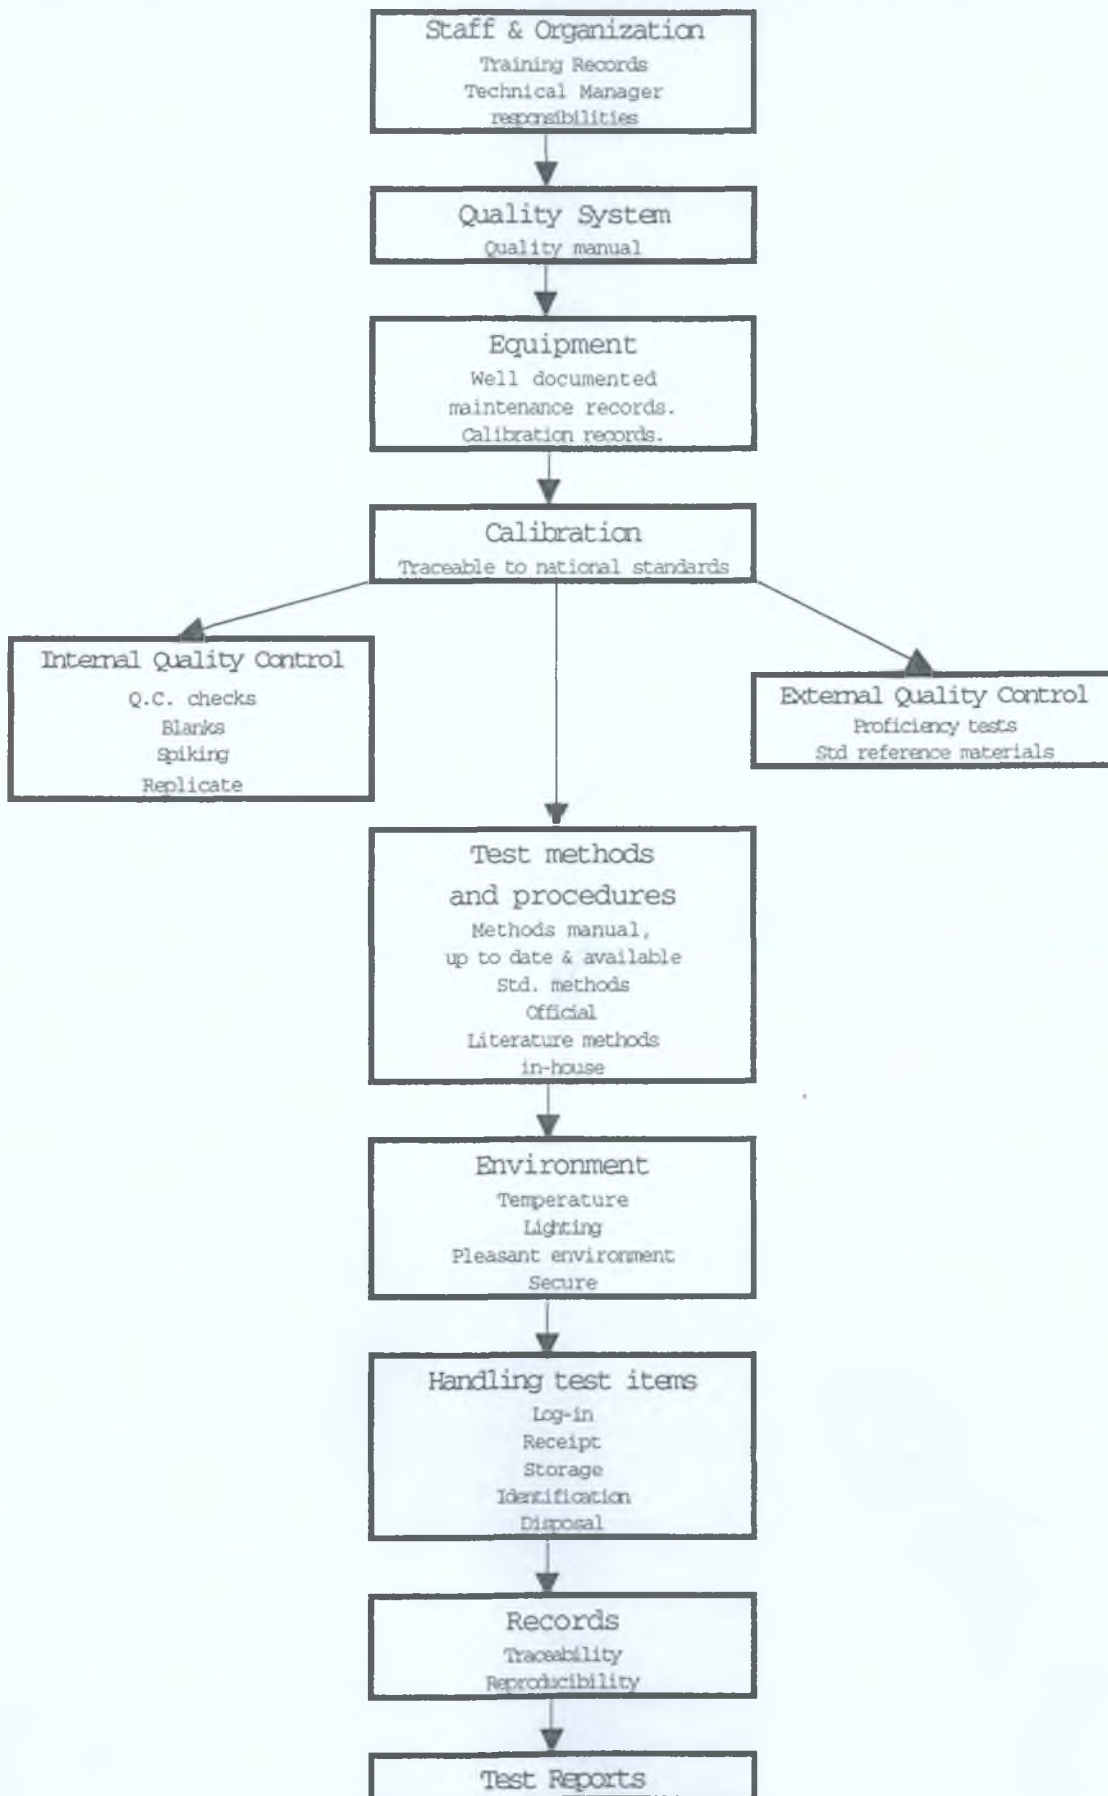 Staff & Organization
Training Records
Technical Manager
responsibilities
Quality System
Quality manual
Equipment
Well documented
maintenance records.
Calibration records.
Calibration
Traceable to national standards
Internal Quality Control
Q.C. checks
Blanks
Spiking
Replicate
External Quality Control
Proficiency tests
Std reference materials
Test methods
and procedures
Methods manual,
up to date & available
Std. methods
Official
Literature methods
in-house
Environment
Temperature
Lighting
Pleasant environment
Secure
Handling test items
Log-in
Receipt
Storage
Identification
Disposal
Records
Traceability
Reproducibility
Test Reports